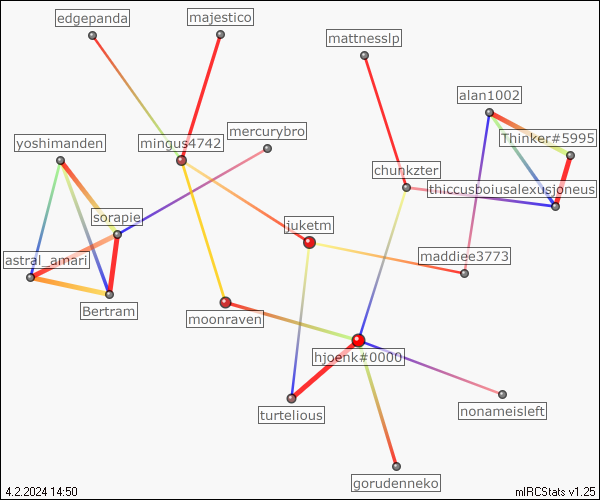 edgepanda
majestico
mattnesslp
alan1002
mercurybro
Thinker#5995
yoshimanden
mingus4742
chunkzter
thiccusboiusalexusjoneus
sorapie
juketm
astral_amari
maddiee3773
Bertram
moonraven
hjoenk#0000
turtelious
nonameisleft
gorudenneko
4.2.2024 14:50
mIRCStats v1.25